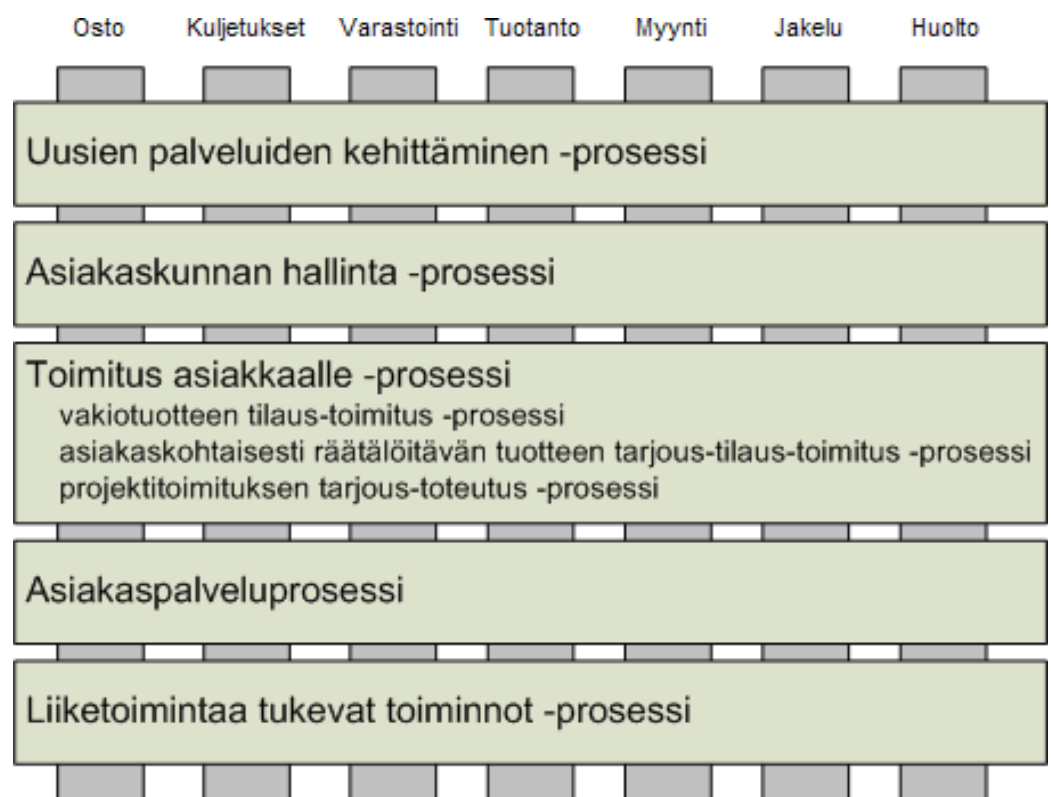 Osto Kuljetukset Varastointi Tuotanto Myynti Jakelu Huolto
Uusien palveluiden kehittäminen -prosessi
Asiakaskunnan hallinta -prosessi
Toimitus asiakkaalle -prosessi
vakiotuotteen tilaus-toimitus -prosessi
asiakaskohtaisesti räätälöitävän tuotteen tarjous-tilaus-toimitus -prosessi
projektitoimituksen tarjous-toteutus -prosessi
Asiakaspalveluprosessi
Liiketoimintaa tukevat toiminnot -prosessi